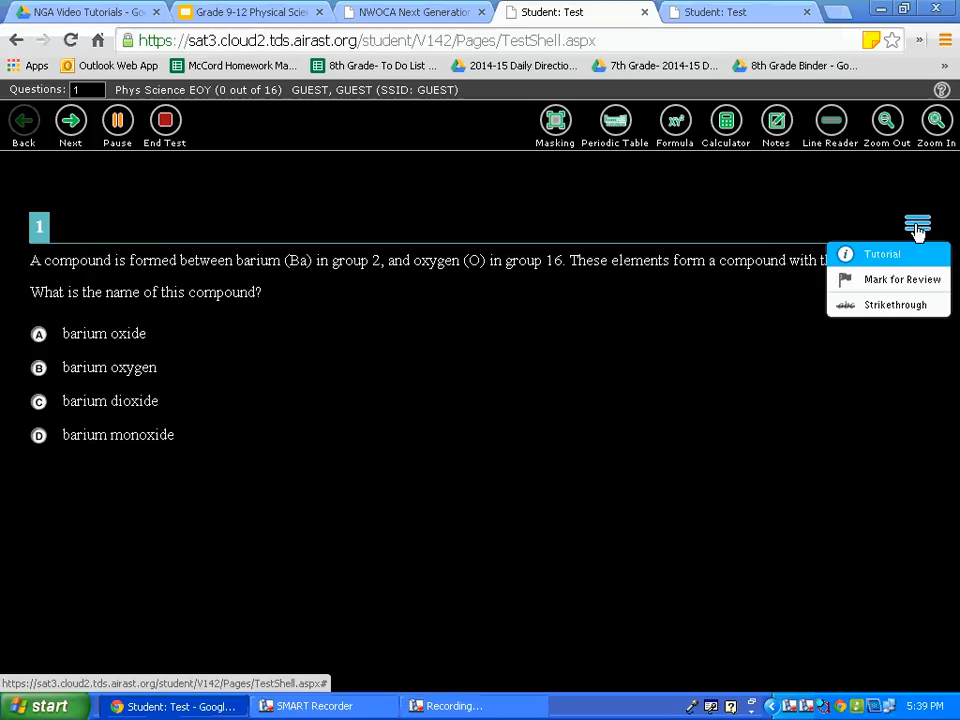 NGA Video Tutorials - Go
Grade 9-12 Physical Scie
NWOCA Next Generation
Student: Test
Student: Test
https://sat3.cloud2.tds.airast.org/student/V142/Pages/TestShell.aspx
Apps
Outlook Web App
McCord Homework Ma...
8th Grade- To Do List ...
2014-15 Daily Directio...
7th Grade- 2014-15 D...
8th Grade Binder - Go...
Questions: 1 Phys Science EOY (0 out of 16) GUEST, GUEST (SSID: GUEST)
Back
Next
Pause
End Test
Masking
Periodic Table
Formula
Calculator
Notes
Line Reader
Zoom Out
Zoom In
1
Tutorial
A compound is formed between barium (Ba) in group 2, and oxygen (O) in group 16. These elements form a compound with
Mark for Review
What is the name of this compound?
abc Strikethrough
A barium oxide
B barium oxygen
C barium dioxide
D barium monoxide
https://sat3.cloud2.tds.airast.org/student/V142/Pages/TestShell.aspx#
start
Student: Test - Googl...
SMART Recorder
Recording...
5:39 PM